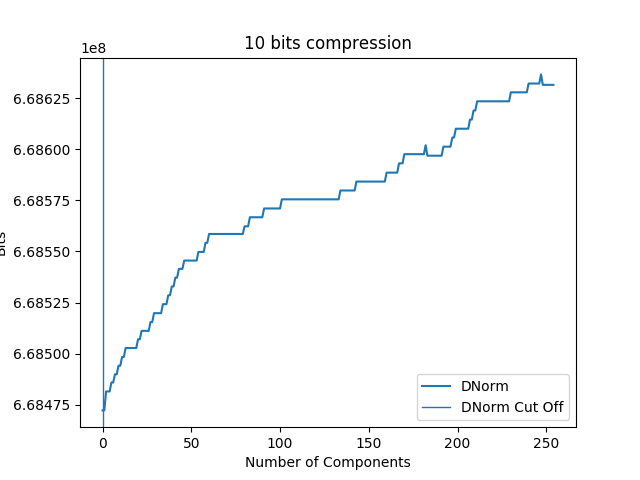 10 bits compression
1e8
6.68625
6.68600
6.68575
6.68550
6.68525
6.68500
6.68475
Bits
0 50 100 150 200 250
Number of Components
DNorm
DNorm Cut Off